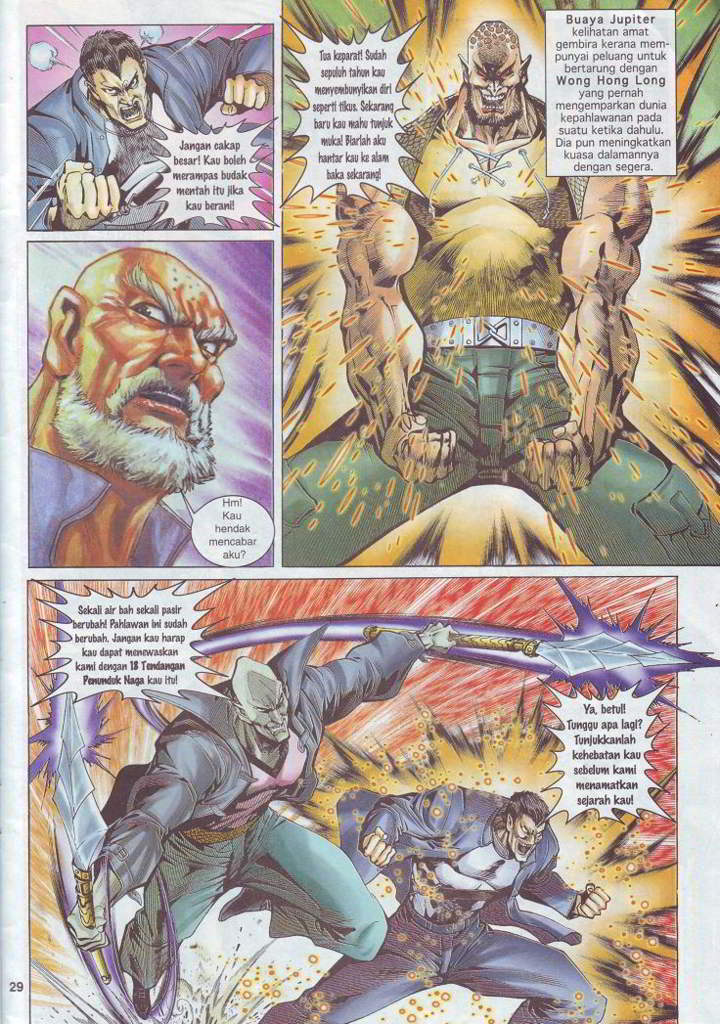 Jangan cakap
besar! Kau boleh
merampas budak
mentah itu jika
kau berani!
Tua keparat! Sudah
sepuluh tahun kau
menyembunyikan diri
seperti tikus. Sekarang
baru kau mahu tunjuk
muka! Biarlah aku
hantar kau ke alam
baka sekarang!
Buaya Jupiter
kelihatan amat
gembira kerana mem-
punyai peluang untuk
bertarung dengan
Wong Hong Long
yang pernah
mengemparkan dunia
kepahlawanan pada
suatu ketika dahulu.
Dia pun meningkatkan
kuasa dalamannya
dengan segera.
Hm!
Kau
hendak
mencabar
aku?
Sekali air bah sekali pasir
berubah! Pahlawan ini sudah
berubah. Jangan kau harap
kau dapat menewaskan
kami dengan 18 Tendangan
Penunduk Naga kau itu!
Ya, betul!
Tunggu apa lagi?
Tunjukkanlah
kehebatan kau
sebelum kami
menamatkan
sejarah kau!
29